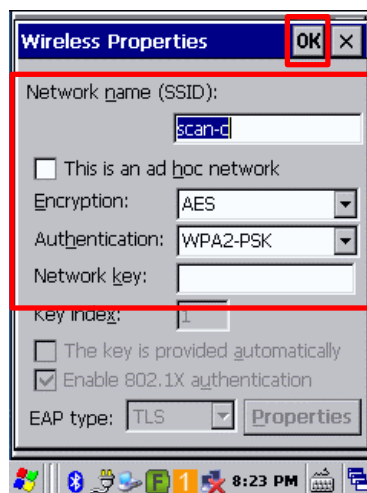 Wireless Properties OK ×
Network name (SSID):
scan-c
This is an ad hoc network
Encryption: AES
Authentication: WPA2-PSK
Network key:
Key index: 1
The key is provided automatically
Enable 802.1X authentication
EAP type: TLS Properties
F 1 8:23 PM